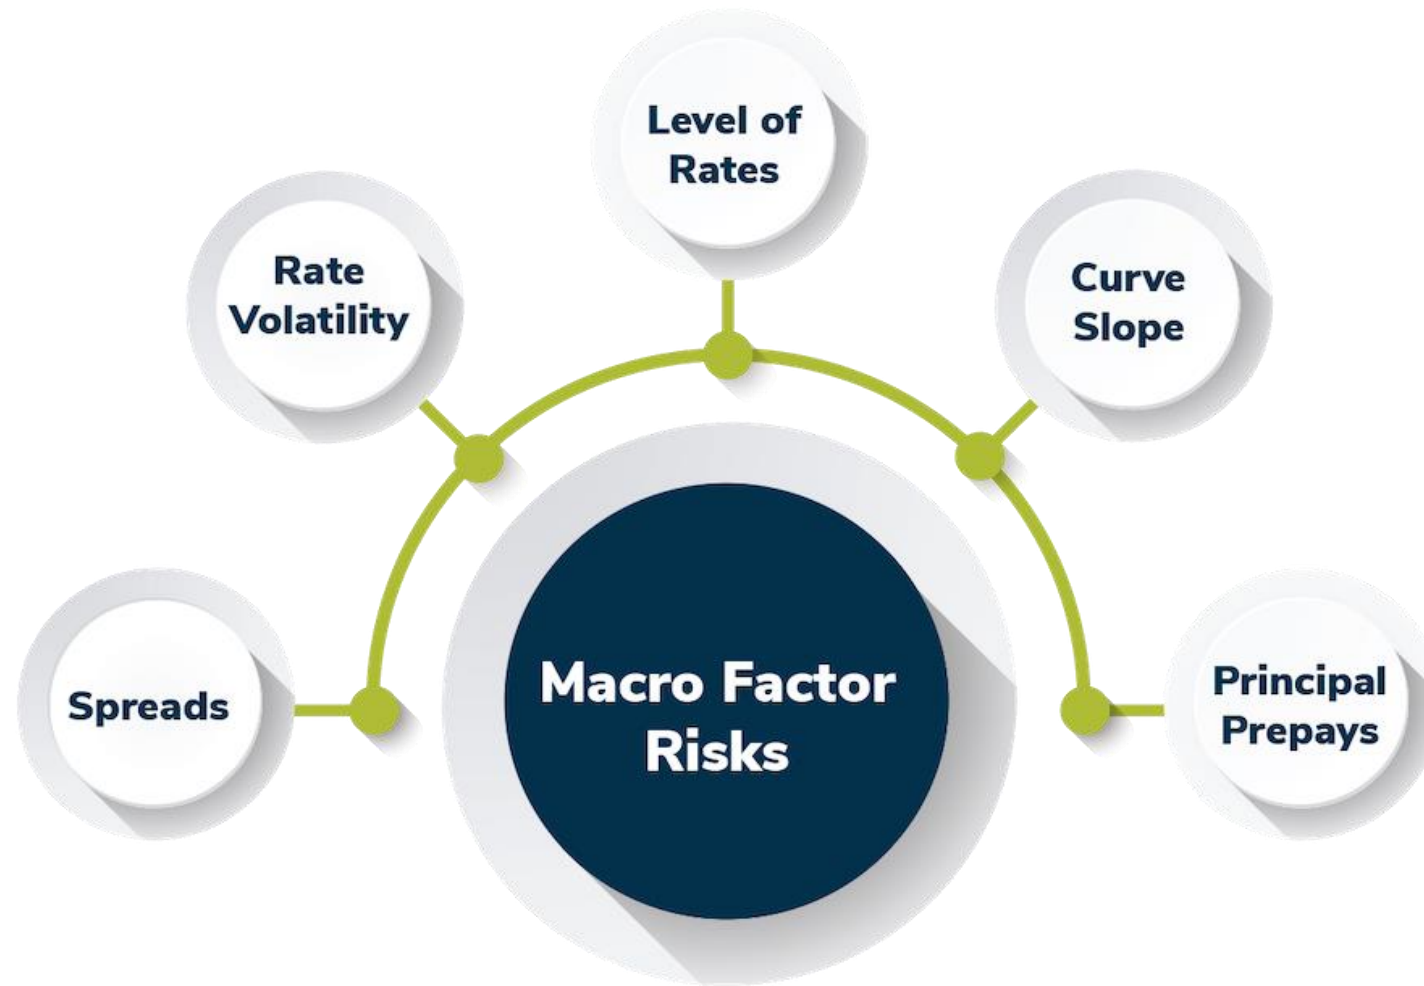 Level of
Rates
Rate
Volatility
Curve
Slope
Spreads
Macro Factor
Risks
Principal
Prepays